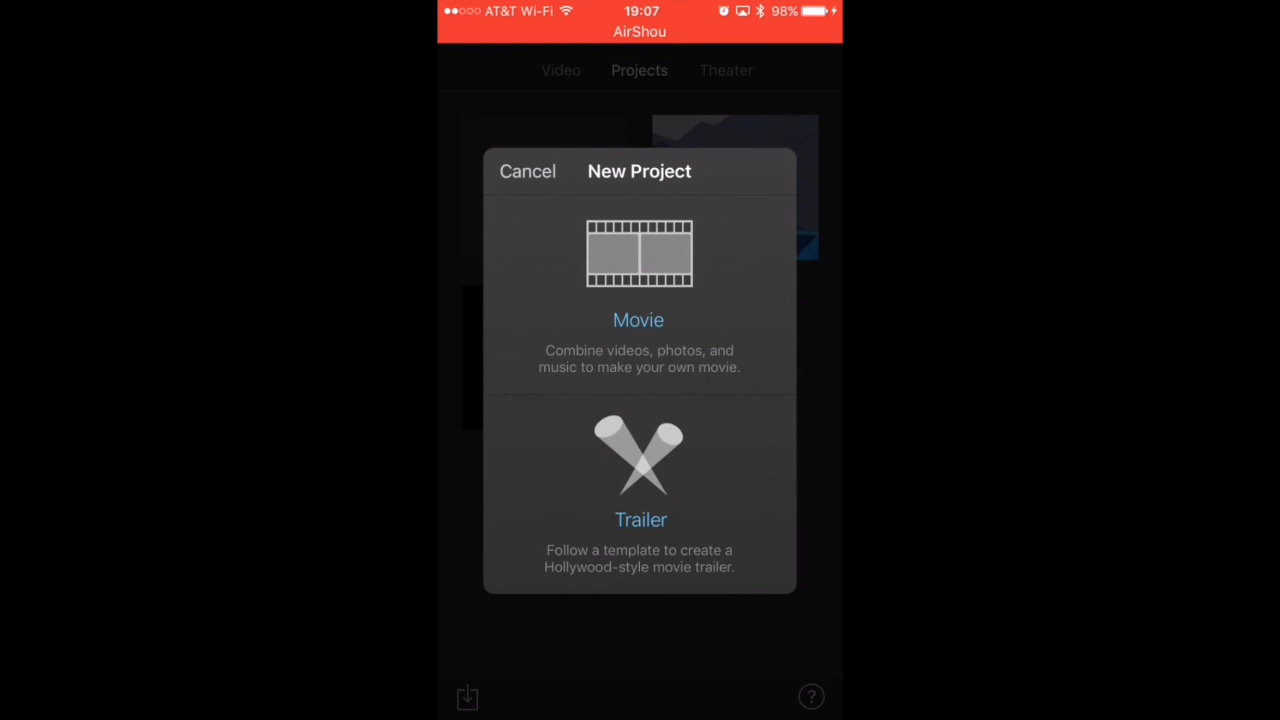 AT&T Wi-Fi 19:07 98%
AirShou
Video Projects Theater
Cancel New Project
Movie
Combine videos, photos, and
music to make your own movie.
Trailer
Follow a template to create a
Hollywood-style movie trailer.
?